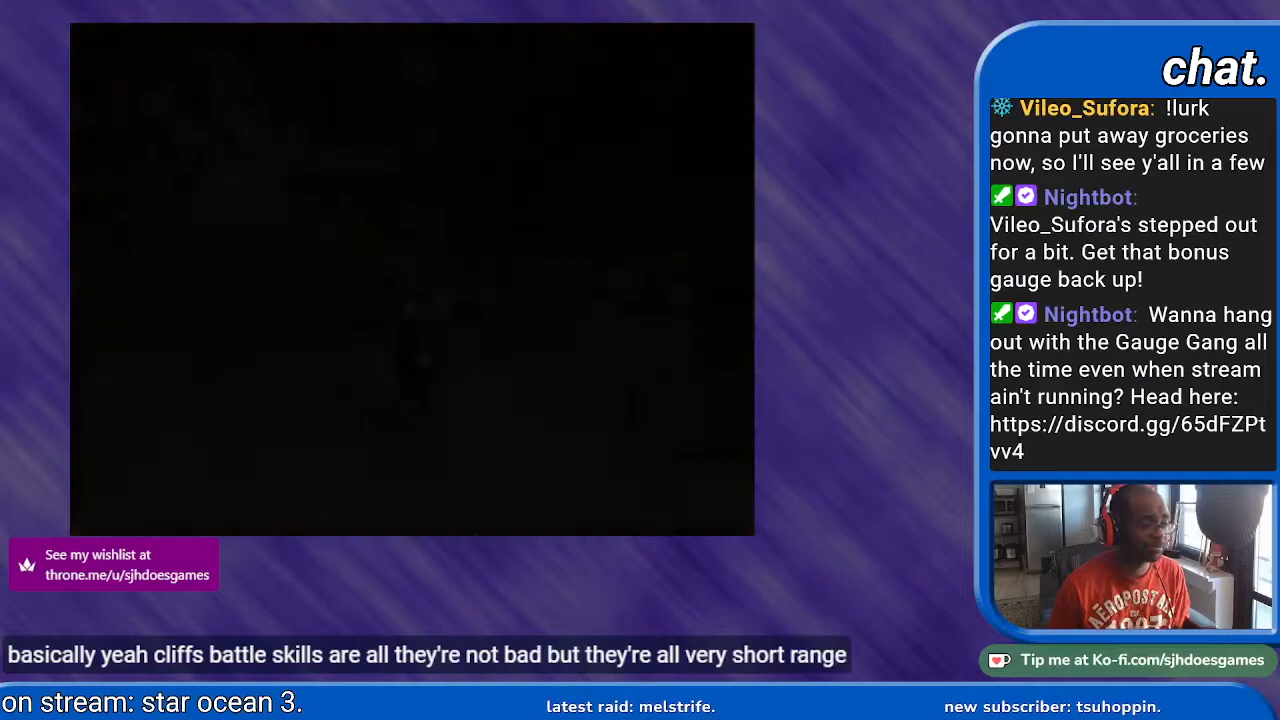 chat.
Vileo_Sufora: !lurk
gonna put away groceries
now, so I'll see y'all in a few
Nightbot:
Vileo_Sufora's stepped out
for a bit. Get that bonus
gauge back up!
Nightbot: Wanna hang
out with the Gauge Gang all
the time even when stream
ain't running? Head here:
https://discord.gg/65dFZPt
vv4
See my wishlist at
throne.me/u/sjhdoesgames
AÉROPOSTALE
basically yeah cliffs battle skills are all they're not bad but they're all very short range
Tip me at Ko-fi.com/sjhdoesgames
on stream: star ocean 3.
latest raid: melstrife.
new subscriber: tsuhoppin.